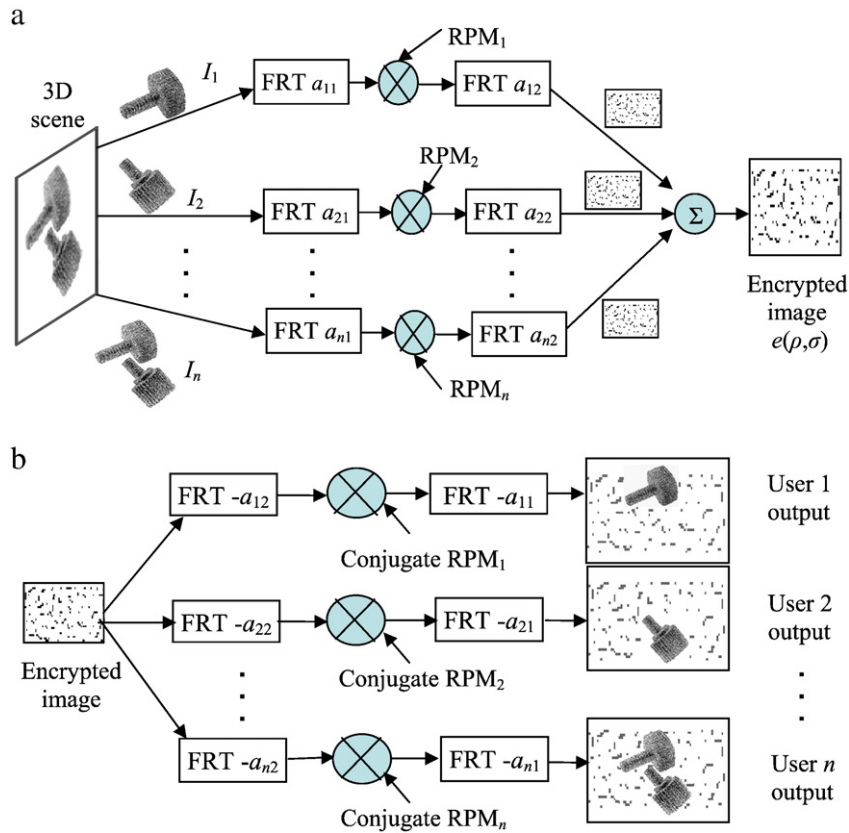 a
3D
scene
I₁
FRT a₁₁
RPM₁
FRT a₁₂
I₂
FRT a₂₁
RPM₂
FRT a₂₂
Σ
Iₙ
FRT aₙ₁
RPMₙ
FRT aₙ₂
Encrypted
image
e(ρ,σ)
b
Encrypted
image
FRT -a₁₂
Conjugate RPM₁
FRT -a₁₁
User 1
output
FRT -a₂₂
Conjugate RPM₂
FRT -a₂₁
User 2
output
FRT -aₙ₂
Conjugate RPMₙ
FRT -aₙ₁
User n
output